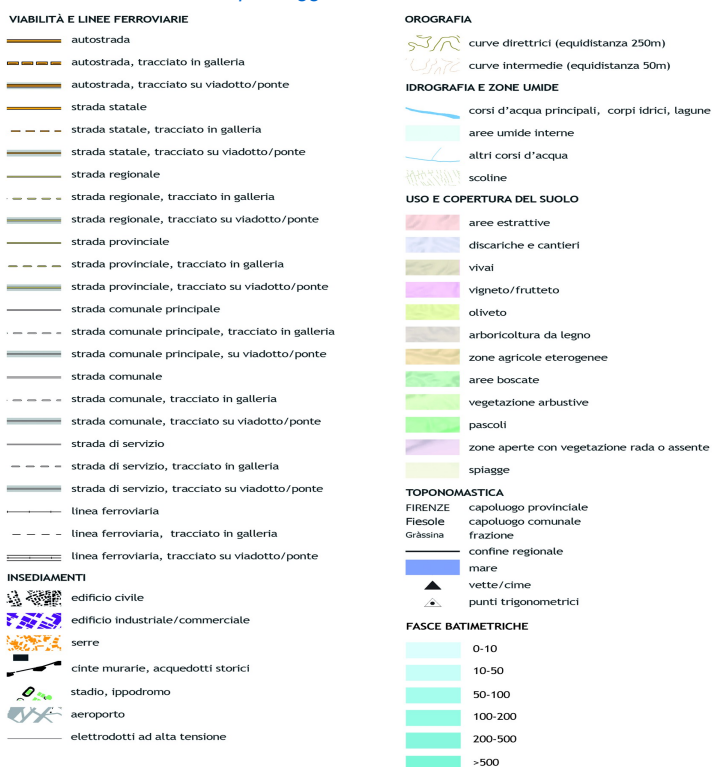 VIABILITÀ E LINEE FERROVIARIE
autostrada
autostrada, tracciato in galleria
autostrada, tracciato su viadotto/ponte
strada statale
strada statale, tracciato in galleria
strada statale, tracciato su viadotto/ponte
strada regionale
strada regionale, tracciato in galleria
strada regionale, tracciato su viadotto/ponte
strada provinciale
strada provinciale, tracciato in galleria
strada provinciale, tracciato su viadotto/ponte
strada comunale principale
strada comunale principale, tracciato in galleria
strada comunale principale, su viadotto/ponte
strada comunale
strada comunale, tracciato in galleria
strada comunale, tracciato su viadotto/ponte
strada di servizio
strada di servizio, tracciato in galleria
strada di servizio, tracciato su viadotto/ponte
linea ferroviaria
linea ferroviaria, tracciato in galleria
linea ferroviaria, tracciato su viadotto/ponte
INSEDIAMENTI
edificio civile
edificio industriale/commerciale
serre
cinte murarie, acquedotti storici
stadio, ippodromo
aeroporto
elettrodotti ad alta tensione
OROGRAFIA
curve direttrici (equidistanza 250m)
curve intermedie (equidistanza 50m)
IDROGRAFIA E ZONE UMIDE
corsi d'acqua principali, corpi idrici, lagune
aree umide interne
altri corsi d'acqua
scoline
USO E COPERTURA DEL SUOLO
aree estrattive
discariche e cantieri
vivai
vigneto/frutteto
oliveto
arboricoltura da legno
zone agricole eterogenee
aree boscate
vegetazione arbustive
pascoli
zone aperte con vegetazione rada o assente
spiagge
TOPONOMASTICA
FIRENZE capoluogo provinciale
Fiesole capoluogo comunale
Gràssina frazione
confine regionale
mare
vette/cime
punti trigonometrici
FASCE BATIMETRICHE
0-10
10-50
50-100
100-200
200-500
>500